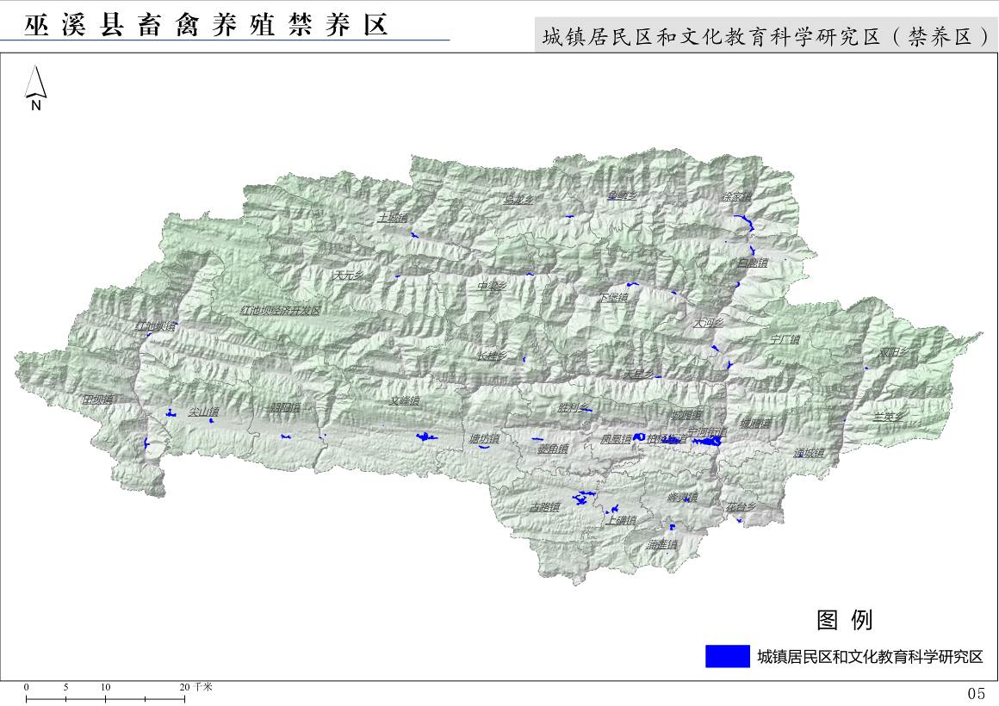 巫溪县畜禽养殖禁养区
城镇居民区和文化教育科学研究区（禁养区）
N
乌龙乡
鱼鳞乡
徐家镇
土城镇
白鹿镇
天元乡
中梁乡
下堡镇
红池坝经济开发区
红池坝镇
大河乡
宁厂镇
长桂乡
双阳乡
天星乡
田坝镇
尖山镇
朝阳镇
文峰镇
胜利乡
城厢镇
城厢镇
兰英乡
塘坊镇
菱角镇
凤凰镇
柏杨街道
宁河街道
通城镇
古路镇
上磺镇
峰灵镇
花台乡
蒲莲镇
图 例
城镇居民区和文化教育科学研究区
0 5 10 20 千米
05